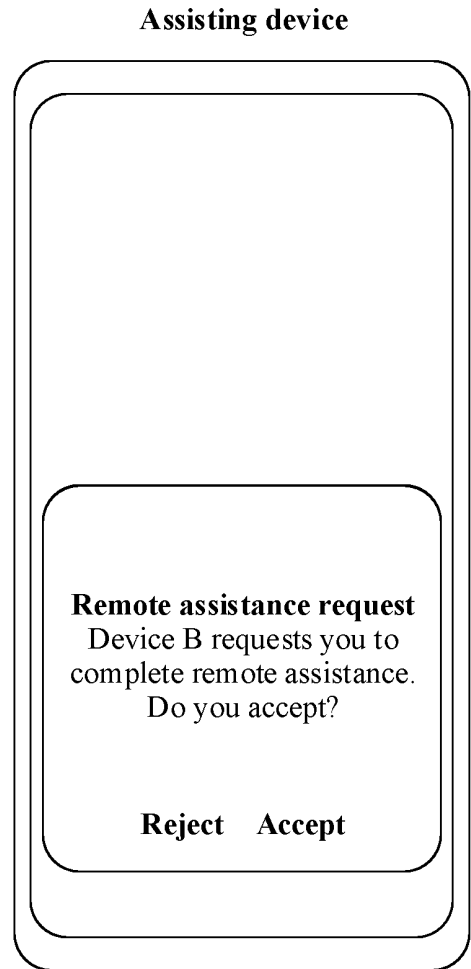 Assisting device
Remote assistance request
Device B requests you to
complete remote assistance.
Do you accept?
Reject Accept